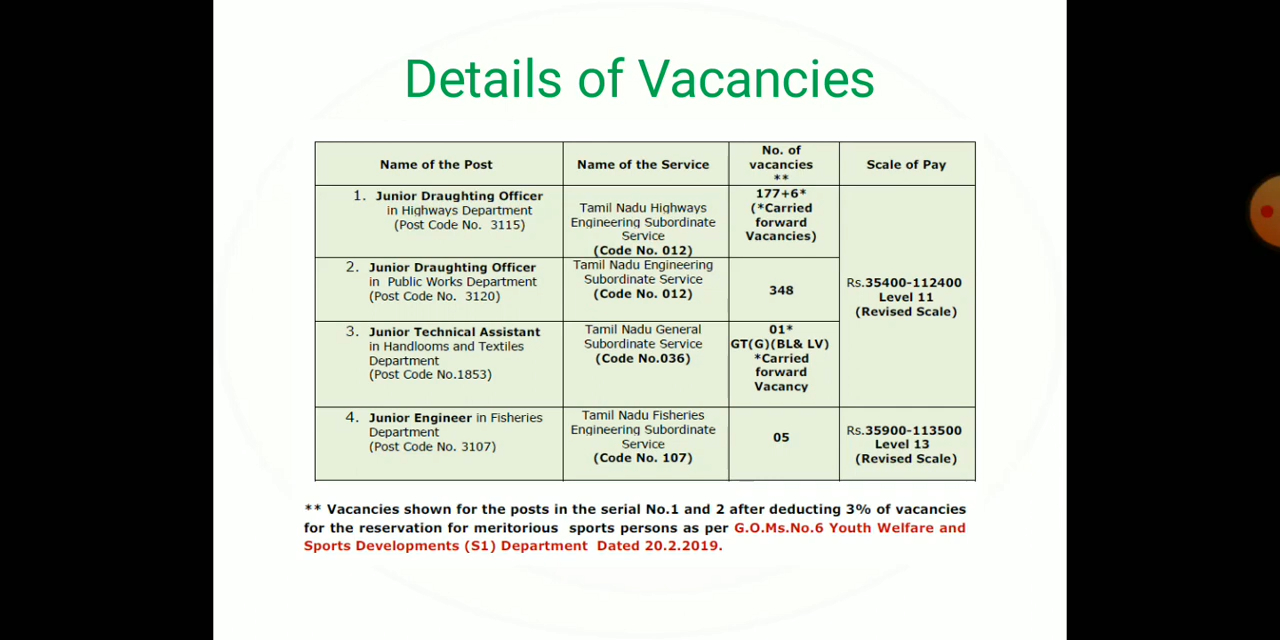 Details of Vacancies
Name of the Post
Name of the Service
No. of
vacancies
**
Scale of Pay
1. Junior Draughting Officer
in Highways Department
(Post Code No. 3115)
Tamil Nadu Highways
Engineering Subordinate
Service
(Code No. 012)
177+6*
(*Carried
forward
Vacancies)
Rs.35400-112400
Level 11
(Revised Scale)
2. Junior Draughting Officer
in Public Works Department
(Post Code No. 3120)
Tamil Nadu Engineering
Subordinate Service
(Code No. 012)
348
3. Junior Technical Assistant
in Handlooms and Textiles
Department
(Post Code No.1853)
Tamil Nadu General
Subordinate Service
(Code No.036)
01*
GT(G)(BL& LV)
*Carried
forward
Vacancy
4. Junior Engineer in Fisheries
Department
(Post Code No. 3107)
Tamil Nadu Fisheries
Engineering Subordinate
Service
(Code No. 107)
05
Rs.35900-113500
Level 13
(Revised Scale)
** Vacancies shown for the posts in the serial No.1 and 2 after deducting 3% of vacancies
for the reservation for meritorious sports persons as per G.O.Ms.No.6 Youth Welfare and
Sports Developments (S1) Department Dated 20.2.2019.